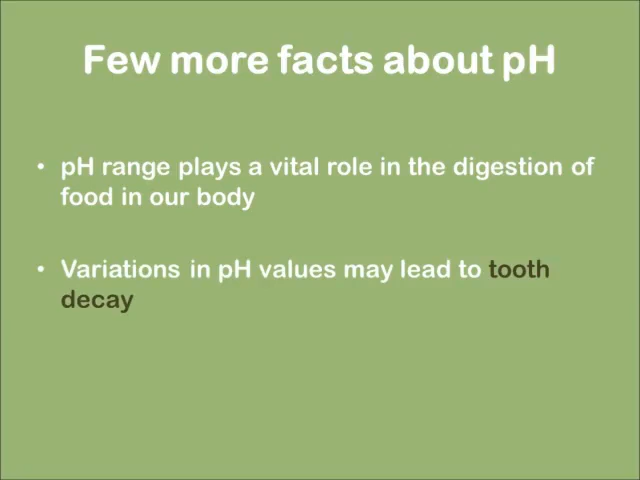 Few more facts about pH
• pH range plays a vital role in the digestion of
food in our body
• Variations in pH values may lead to tooth
decay